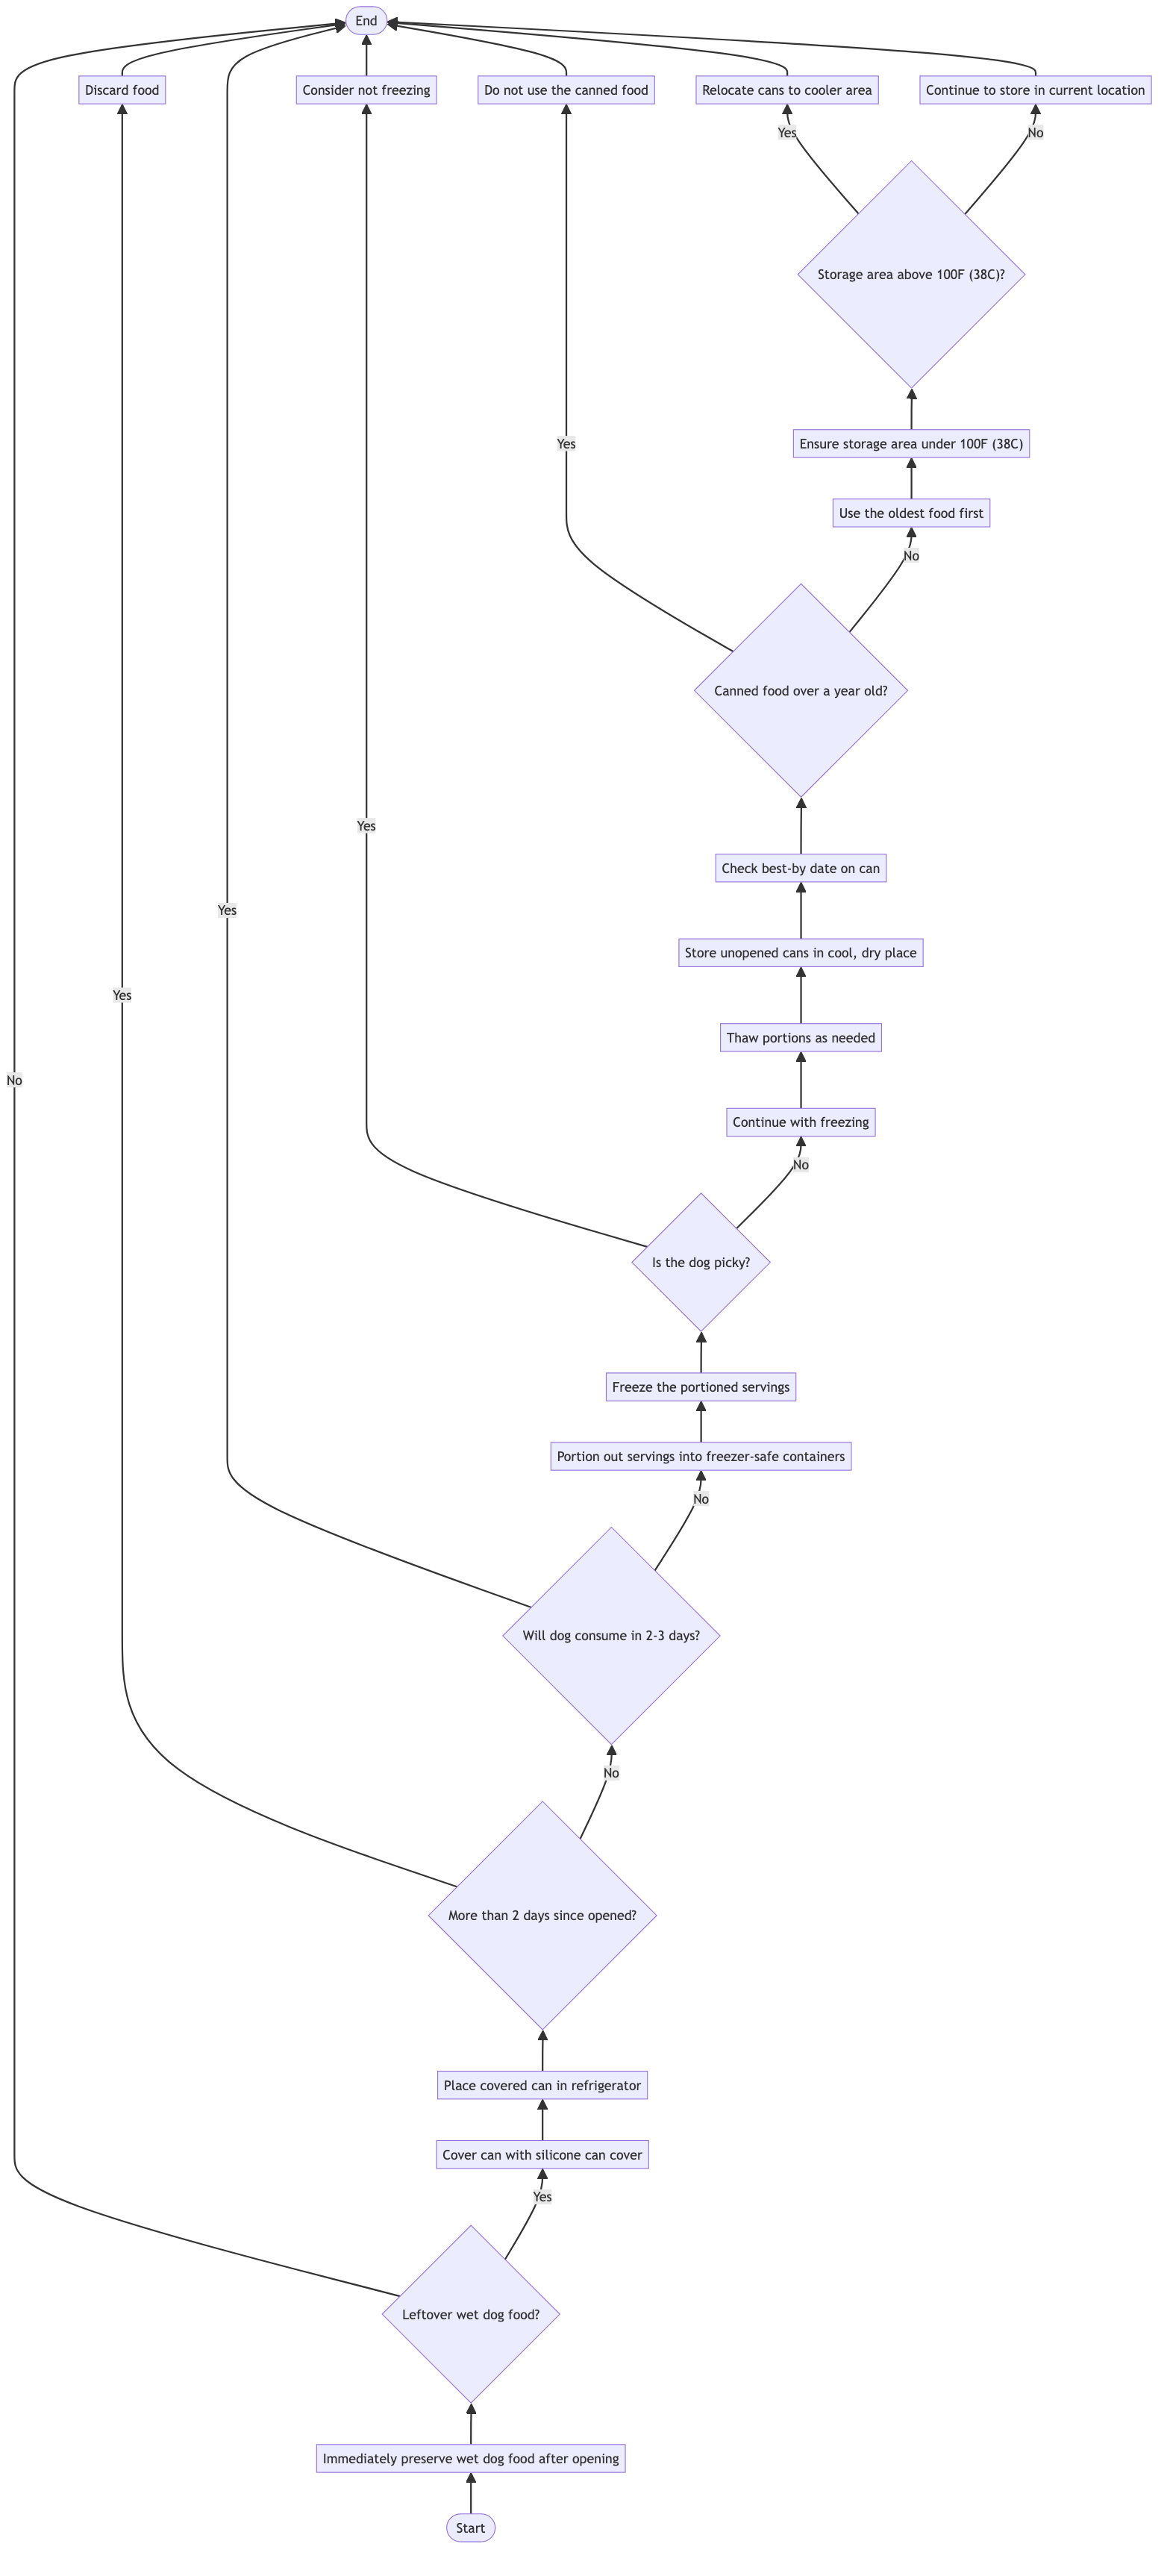 End
Discard food
Consider not freezing
Do not use the canned food
Relocate cans to cooler area
Continue to store in current location
Yes
No
Storage area above 100F (38C)?
Yes
Ensure storage area under 100F (38C)
Use the oldest food first
No
Canned food over a year old?
Yes
Check best-by date on can
Yes
Store unopened cans in cool, dry place
Yes
Thaw portions as needed
No
Continue with freezing
No
Is the dog picky?
Freeze the portioned servings
Portion out servings into freezer-safe containers
No
Will dog consume in 2-3 days?
No
More than 2 days since opened?
Place covered can in refrigerator
Cover can with silicone can cover
Yes
Leftover wet dog food?
Immediately preserve wet dog food after opening
Start